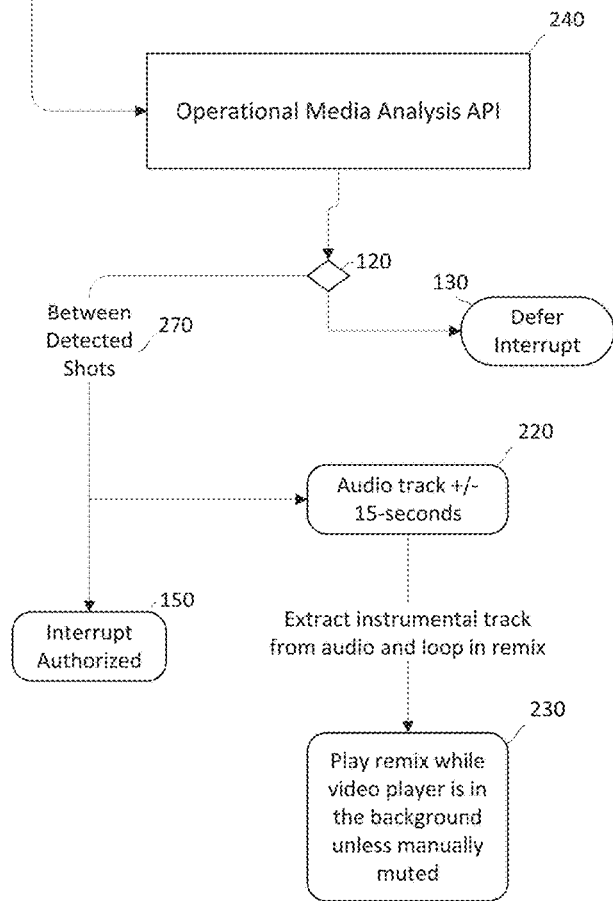 240
Operational Media Analysis API
120
130
Defer
Interrupt
Between
Detected
Shots
270
220
Audio track +/-
15-seconds
150
Interrupt
Authorized
Extract instrumental track
from audio and loop in remix
230
Play remix while
video player is in
the background
unless manually
muted